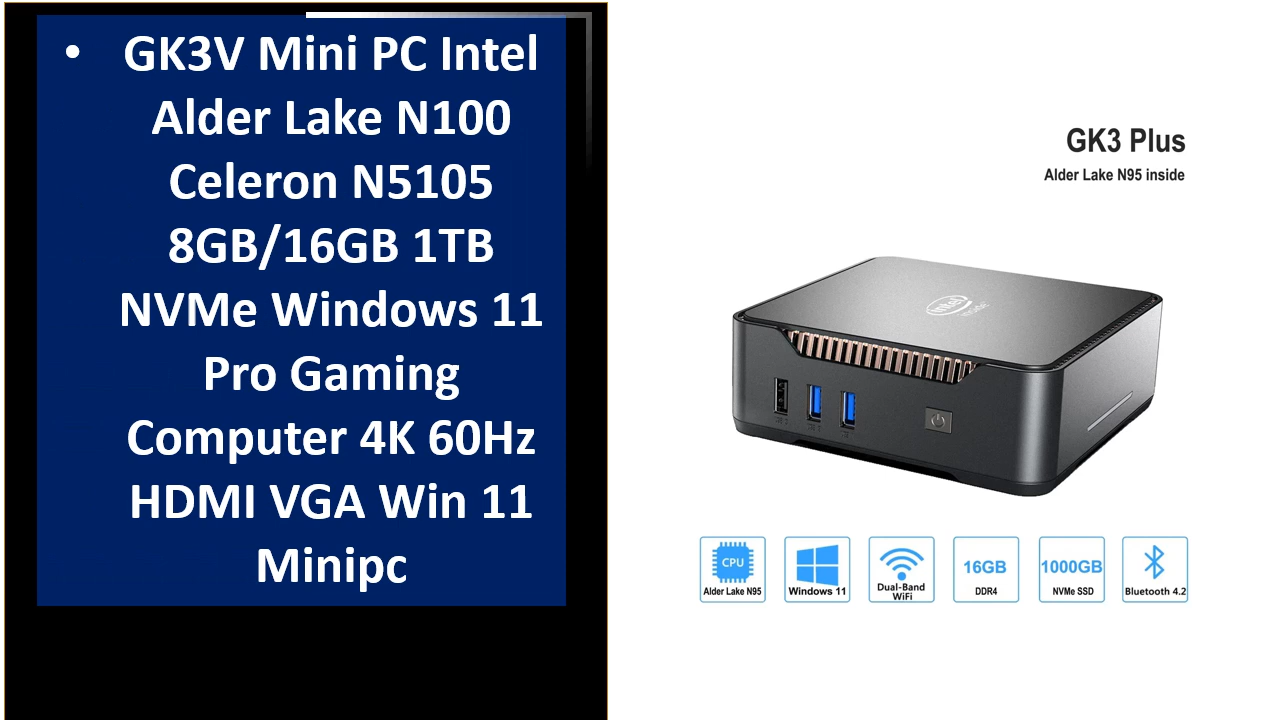 • GK3V Mini PC Intel
Alder Lake N100
Celeron N5105
8GB/16GB 1TB
NVMe Windows 11
Pro Gaming
Computer 4K 60Hz
HDMI VGA Win 11
Minipc
GK3 Plus
Alder Lake N95 inside
intel
inside
CPU
Alder Lake N95
Windows 11
Dual-Band
WiFi
16GB
DDR4
1000GB
NVMe SSD
Bluetooth 4.2